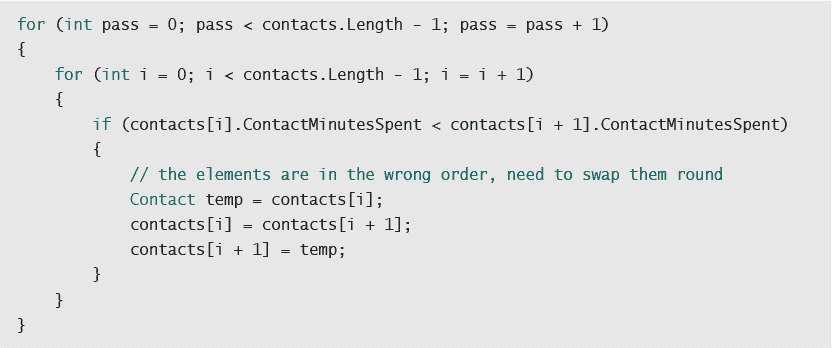 for (int pass = 0; pass < contacts.Length - 1; pass = pass + 1)
{
    for (int i = 0; i < contacts.Length - 1; i = i + 1)
    {
        if (contacts[i].ContactMinutesSpent < contacts[i + 1].ContactMinutesSpent)
        {
            // the elements are in the wrong order, need to swap them round
            Contact temp = contacts[i];
            contacts[i] = contacts[i + 1];
            contacts[i + 1] = temp;
        }
    }
}